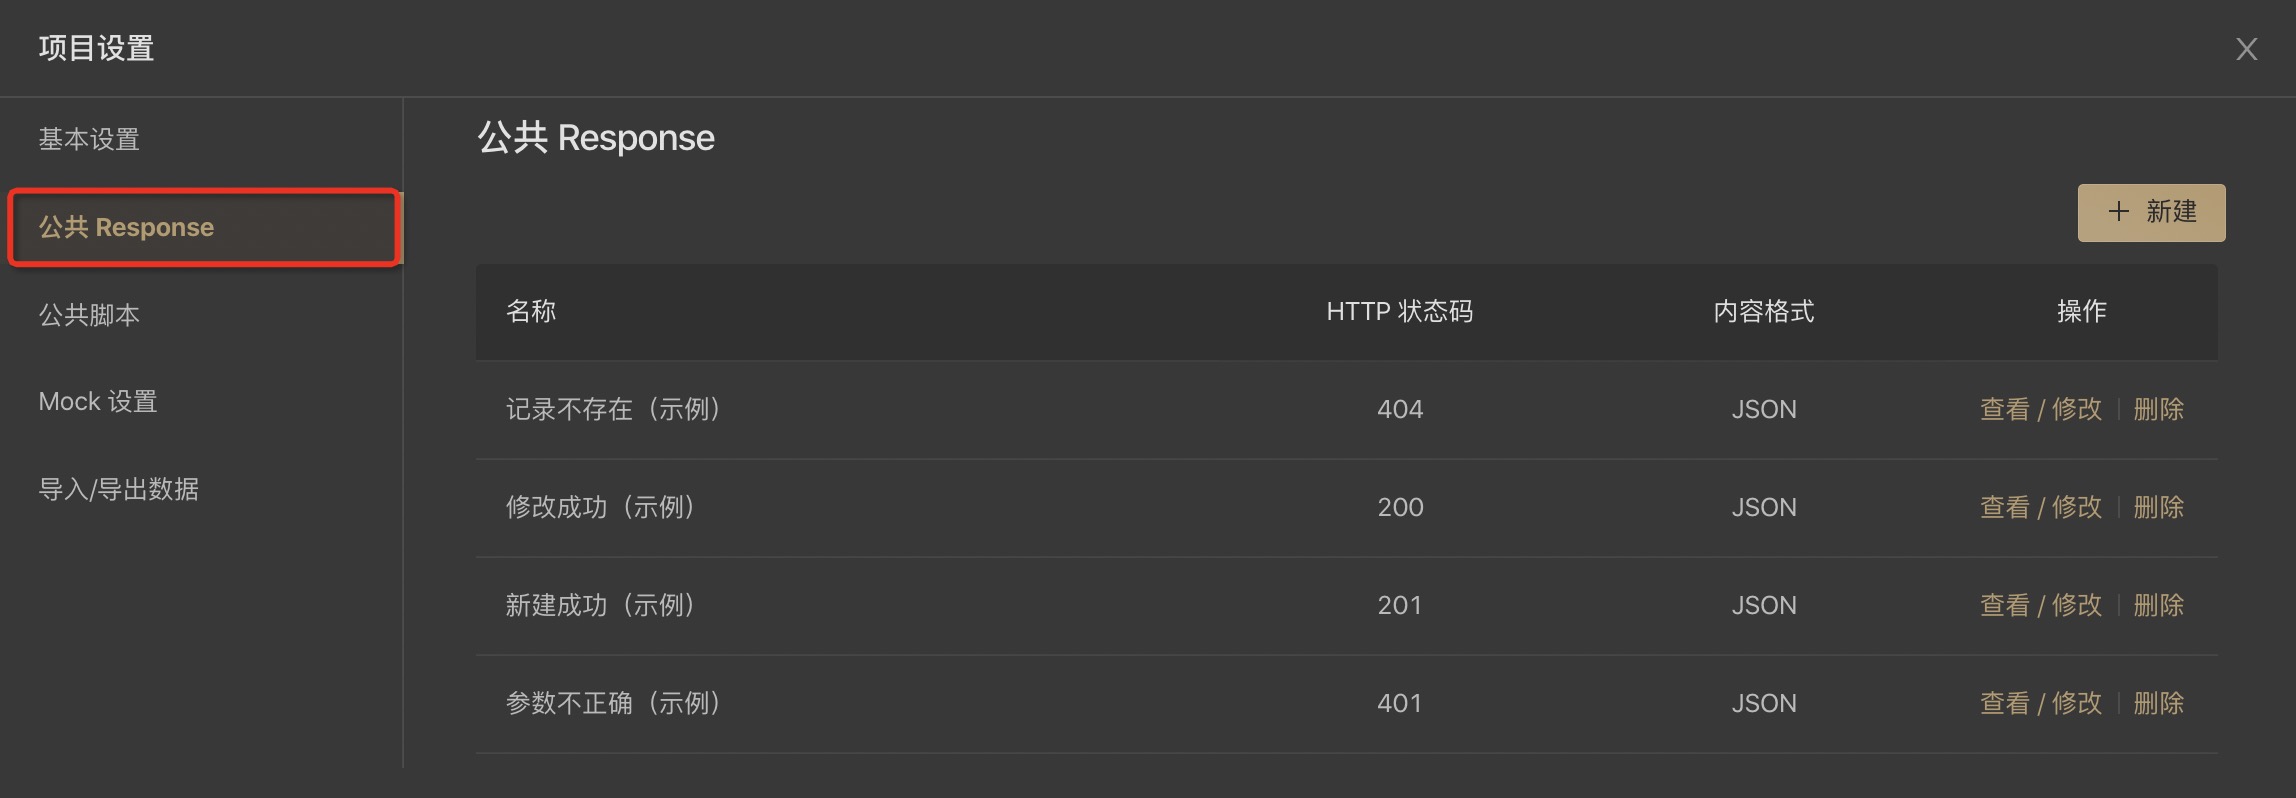 项目设置
X
基本设置
公共 Response
公共脚本
Mock 设置
导入/导出数据
公共 Response
＋ 新建
名称 HTTP 状态码 内容格式 操作
记录不存在（示例） 404 JSON 查看 / 修改 | 删除
修改成功（示例） 200 JSON 查看 / 修改 | 删除
新建成功（示例） 201 JSON 查看 / 修改 | 删除
参数不正确（示例） 401 JSON 查看 / 修改 | 删除